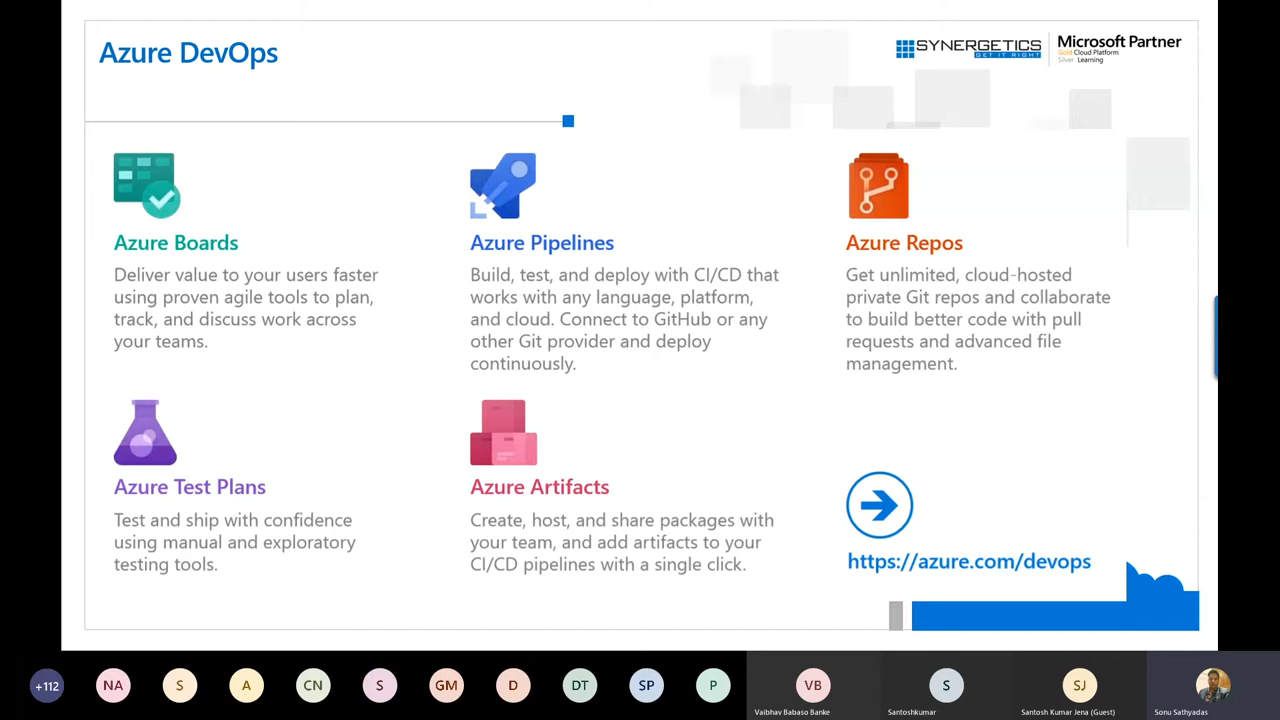 Azure DevOps
SYNERGETICS
GET IT RIGHT
Microsoft Partner
Gold Cloud Platform
Silver Learning
Azure Boards
Deliver value to your users faster
using proven agile tools to plan,
track, and discuss work across
your teams.
Azure Pipelines
Build, test, and deploy with CI/CD that
works with any language, platform,
and cloud. Connect to GitHub or any
other Git provider and deploy
continuously.
Azure Repos
Get unlimited, cloud-hosted
private Git repos and collaborate
to build better code with pull
requests and advanced file
management.
Azure Test Plans
Test and ship with confidence
using manual and exploratory
testing tools.
Azure Artifacts
Create, host, and share packages with
your team, and add artifacts to your
CI/CD pipelines with a single click.
https://azure.com/devops
+112
NA
S
A
CN
S
GM
D
DT
SP
P
VB
Vaibhav Babaso Banke
S
Santoshkumar
SJ
Santosh Kumar Jena (Guest)
Sonu Sathyadas